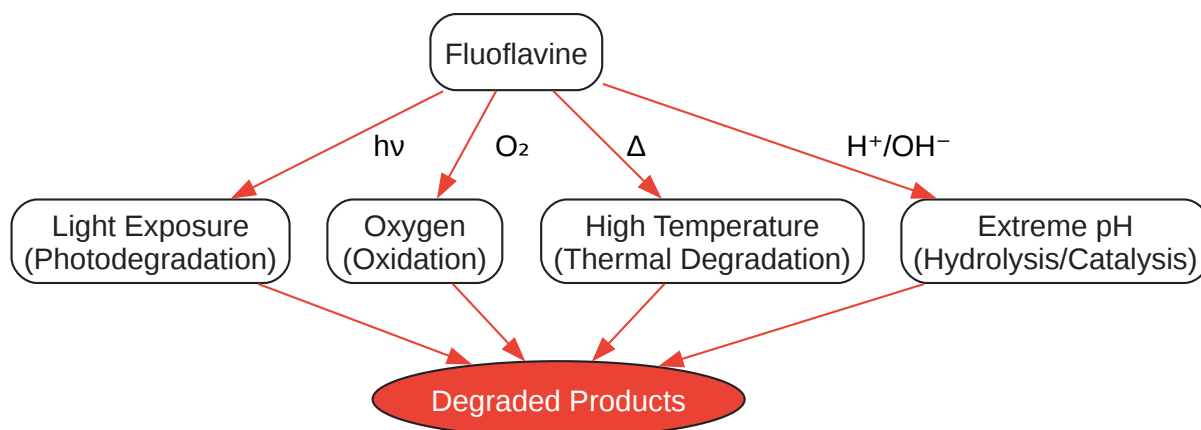 Fluoflavine
hν
O₂
Δ
H⁺/OH⁻
Light Exposure
(Photodegradation)
Oxygen
(Oxidation)
High Temperature
(Thermal Degradation)
Extreme pH
(Hydrolysis/Catalysis)
Degraded Products